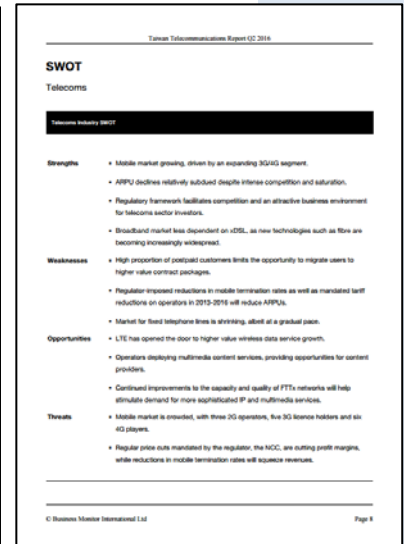 Taiwan Telecommunications Report Q2 2016
SWOT
Telecoms
Telecoms Industry SWOT
Strengths
• Mobile market growing, driven by an expanding 3G/4G segment.
• ARPU declines relatively subdued despite intense competition and saturation.
• Regulatory framework facilitates competition and an attractive business environment
for telecoms sector investors.
• Broadband market less dependent on xDSL, as new technologies such as fibre are
becoming increasingly widespread.
Weaknesses
• High proportion of postpaid customers limits the opportunity to migrate users to
higher value contract packages.
• Regulator-imposed reductions in mobile termination rates as well as mandated tariff
reductions on operators in 2013-2016 will reduce ARPUs.
• Market for fixed telephone lines is shrinking, albeit at a gradual pace.
Opportunities
• LTE has opened the door to higher value wireless data service growth.
• Operators deploying multimedia content services, providing opportunities for content
providers.
• Continued improvements to the capacity and quality of FTTx networks will help
stimulate demand for more sophisticated IP and multimedia services.
Threats
• Mobile market is crowded, with three 2G operators, five 3G licence holders and six
4G players.
• Regular price cuts mandated by the regulator, the NCC, are cutting profit margins,
while reductions in mobile termination rates will squeeze revenues.
© Business Monitor International Ltd
Page 8